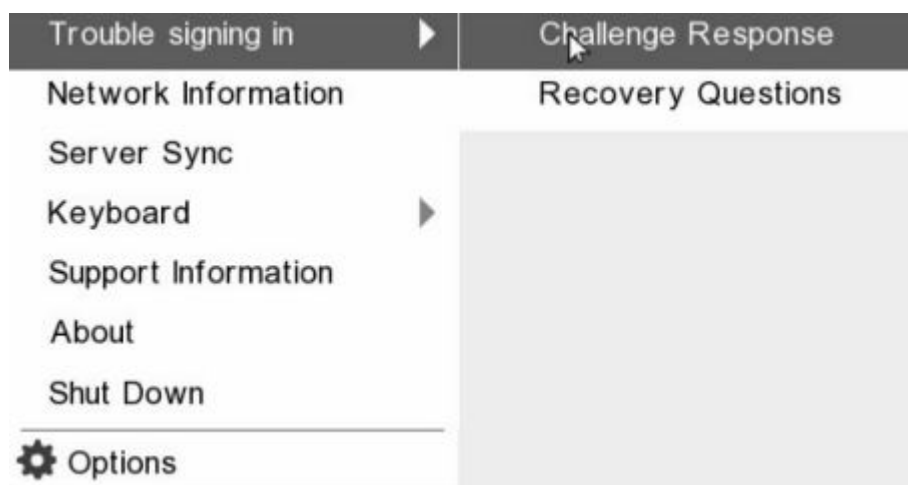 Trouble signing in
Challenge Response
Network Information
Recovery Questions
Server Sync
Keyboard
Support Information
About
Shut Down
Options